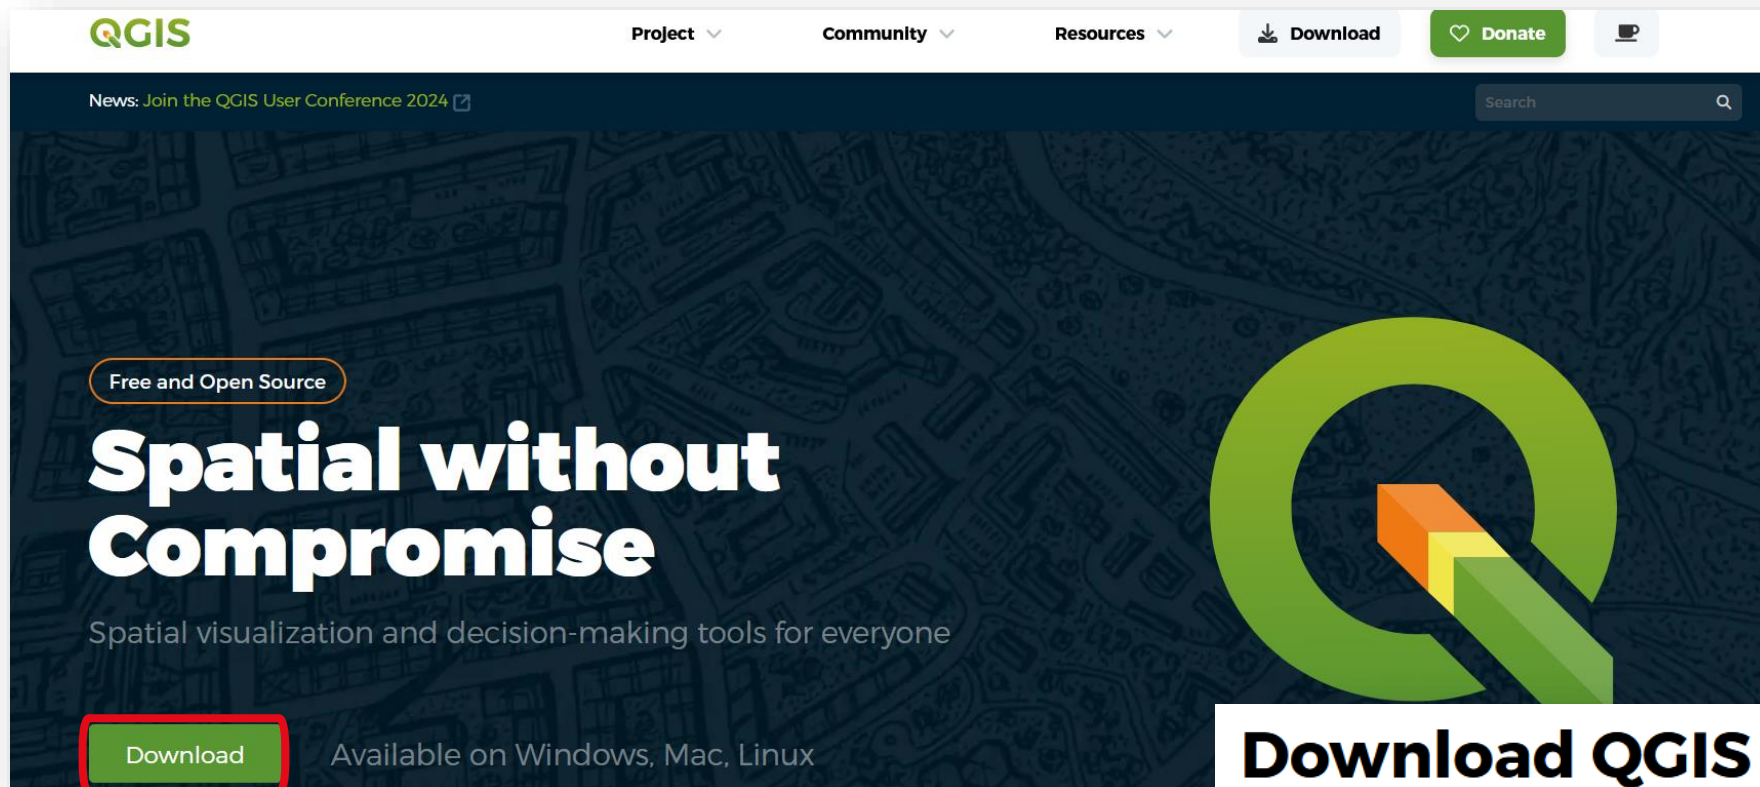 QGIS
Project
Community
Resources
Download
Donate
News: Join the QGIS User Conference 2024
Search
Free and Open Source
Spatial without
Compromise
Spatial visualization and decision-making tools for everyone
Download
Available on Windows, Mac, Linux
Download QGIS